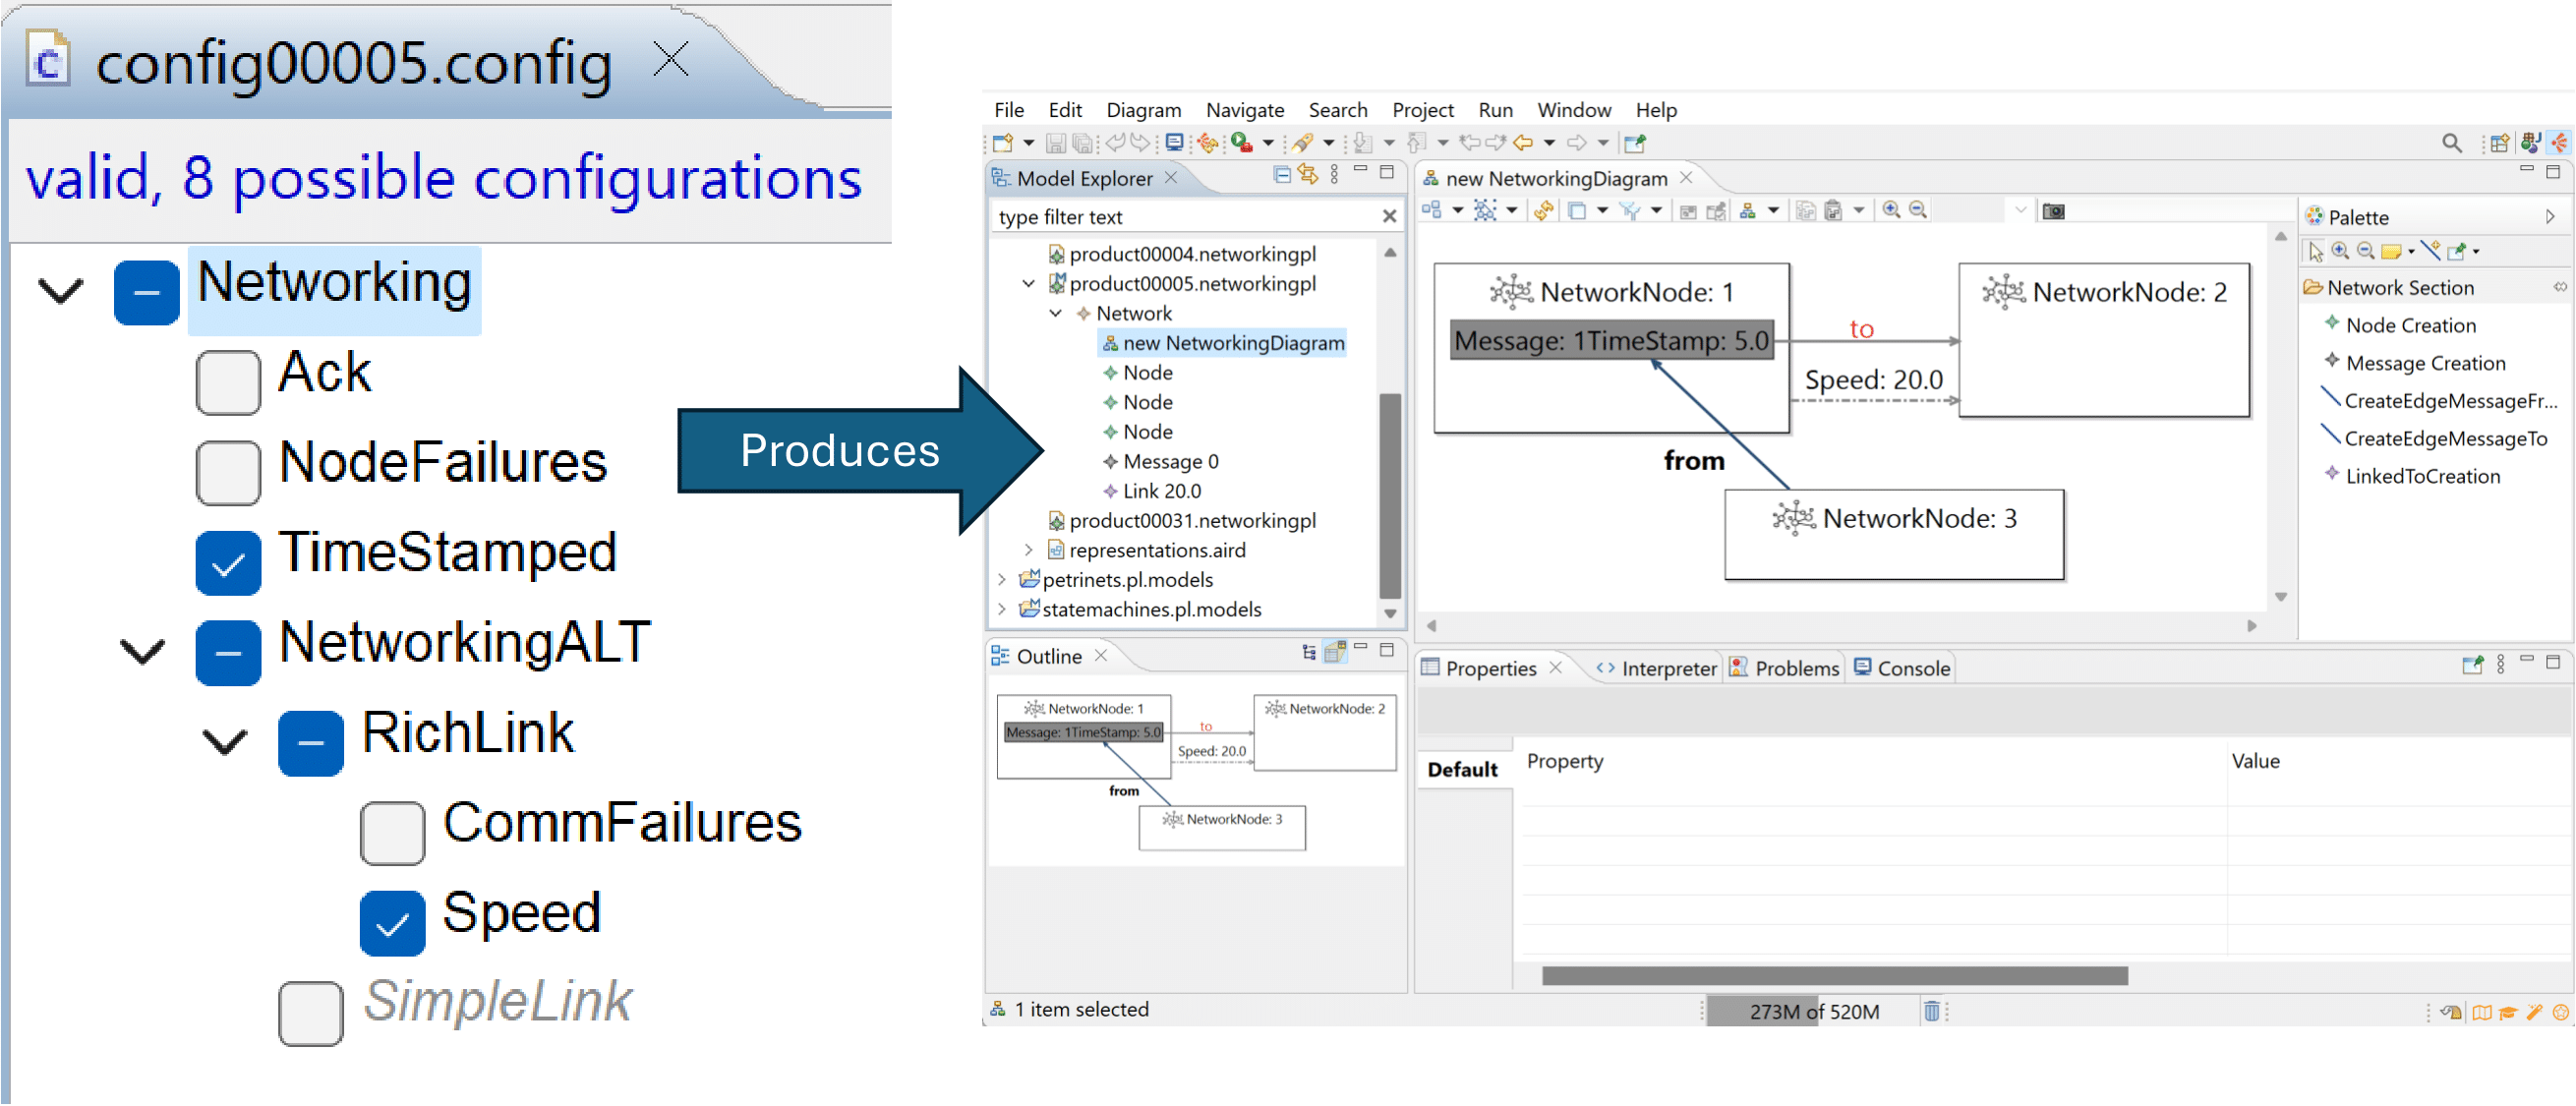 config00005.config
valid, 8 possible configurations
Networking
Ack
NodeFailures
TimeStamped
NetworkingALT
RichLink
CommFailures
Speed
SimpleLink
Produces
File Edit Diagram Navigate Search Project Run Window Help
Model Explorer
type filter text
product00004.networkingpl
product00005.networkingpl
Network
new NetworkingDiagram
Node
Node
Node
Message 0
Link 20.0
product00031.networkingpl
representations.aird
petrinets.pl.models
statemachines.pl.models
new NetworkingDiagram
NetworkNode: 1
Message: 1TimeStamp: 5.0
to
Speed: 20.0
NetworkNode: 2
from
NetworkNode: 3
Palette
Network Section
Node Creation
Message Creation
CreateEdgeMessageFr...
CreateEdgeMessageTo
LinkedToCreation
Outline
NetworkNode: 1
Message: 1TimeStamp: 5.0
to
Speed: 20.0
NetworkNode: 2
from
NetworkNode: 3
Properties Interpreter Problems Console
Default
Property Value
1 item selected
273M of 520M